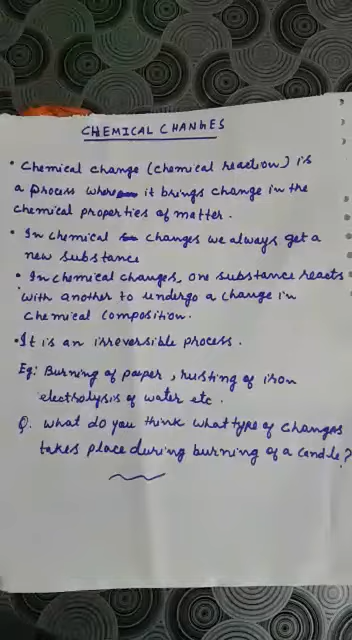 CHEMICAL CHANGES
• Chemical change (chemical reaction) is
a process where it brings change in the
chemical properties of matter.
• In chemical changes we always get a
new substance
• In chemical changes, one substance reacts
with another to undergo a change in
chemical composition.
• It is an irreversible process.
Eg: Burning of paper, rusting of iron
electrolysis of water etc.
Q. what do you think what type of changes
takes place during burning of a candle?